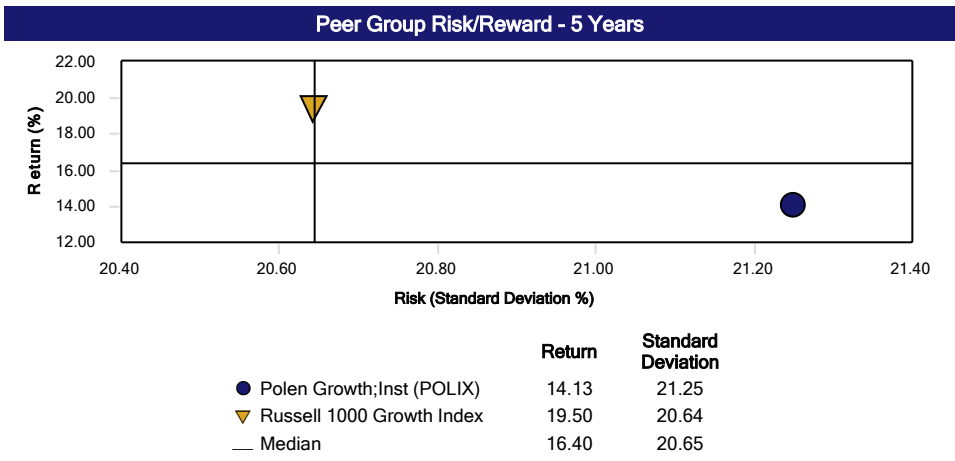 Peer Group Risk/Reward - 5 Years
22.00
20.00
18.00
16.00
14.00
12.00
R eturn (%)
20.40 20.60 20.80 21.00 21.20 21.40
Risk (Standard Deviation %)
Return Standard Deviation
Polen Growth;Inst (POLIX) 14.13 21.25
Russell 1000 Growth Index 19.50 20.64
Median 16.40 20.65